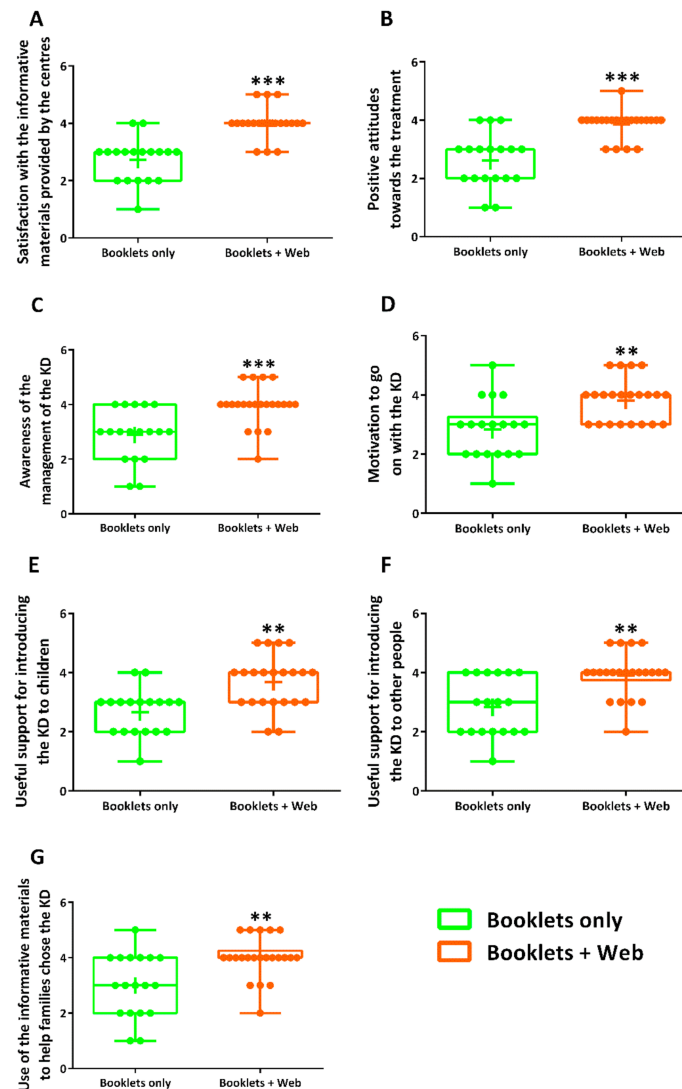 A
Satisfaction with the informative
materials provided by the centres
6
4
2
0
***
Booklets only
Booklets + Web
B
Positive attitudes
towards the treatment
6
4
2
0
***
Booklets only
Booklets + Web
C
Awareness of the
management of the KD
6
4
2
0
***
Booklets only
Booklets + Web
D
Motivation to go
on with the KD
6
4
2
0
**
Booklets only
Booklets + Web
E
Useful support for introducing
the KD to children
6
4
2
0
**
Booklets only
Booklets + Web
F
Useful support for introducing
the KD to other people
6
4
2
0
**
Booklets only
Booklets + Web
G
Use of the informative materials
to help families chose the KD
6
4
2
0
**
Booklets only
Booklets + Web
Booklets only
Booklets + Web